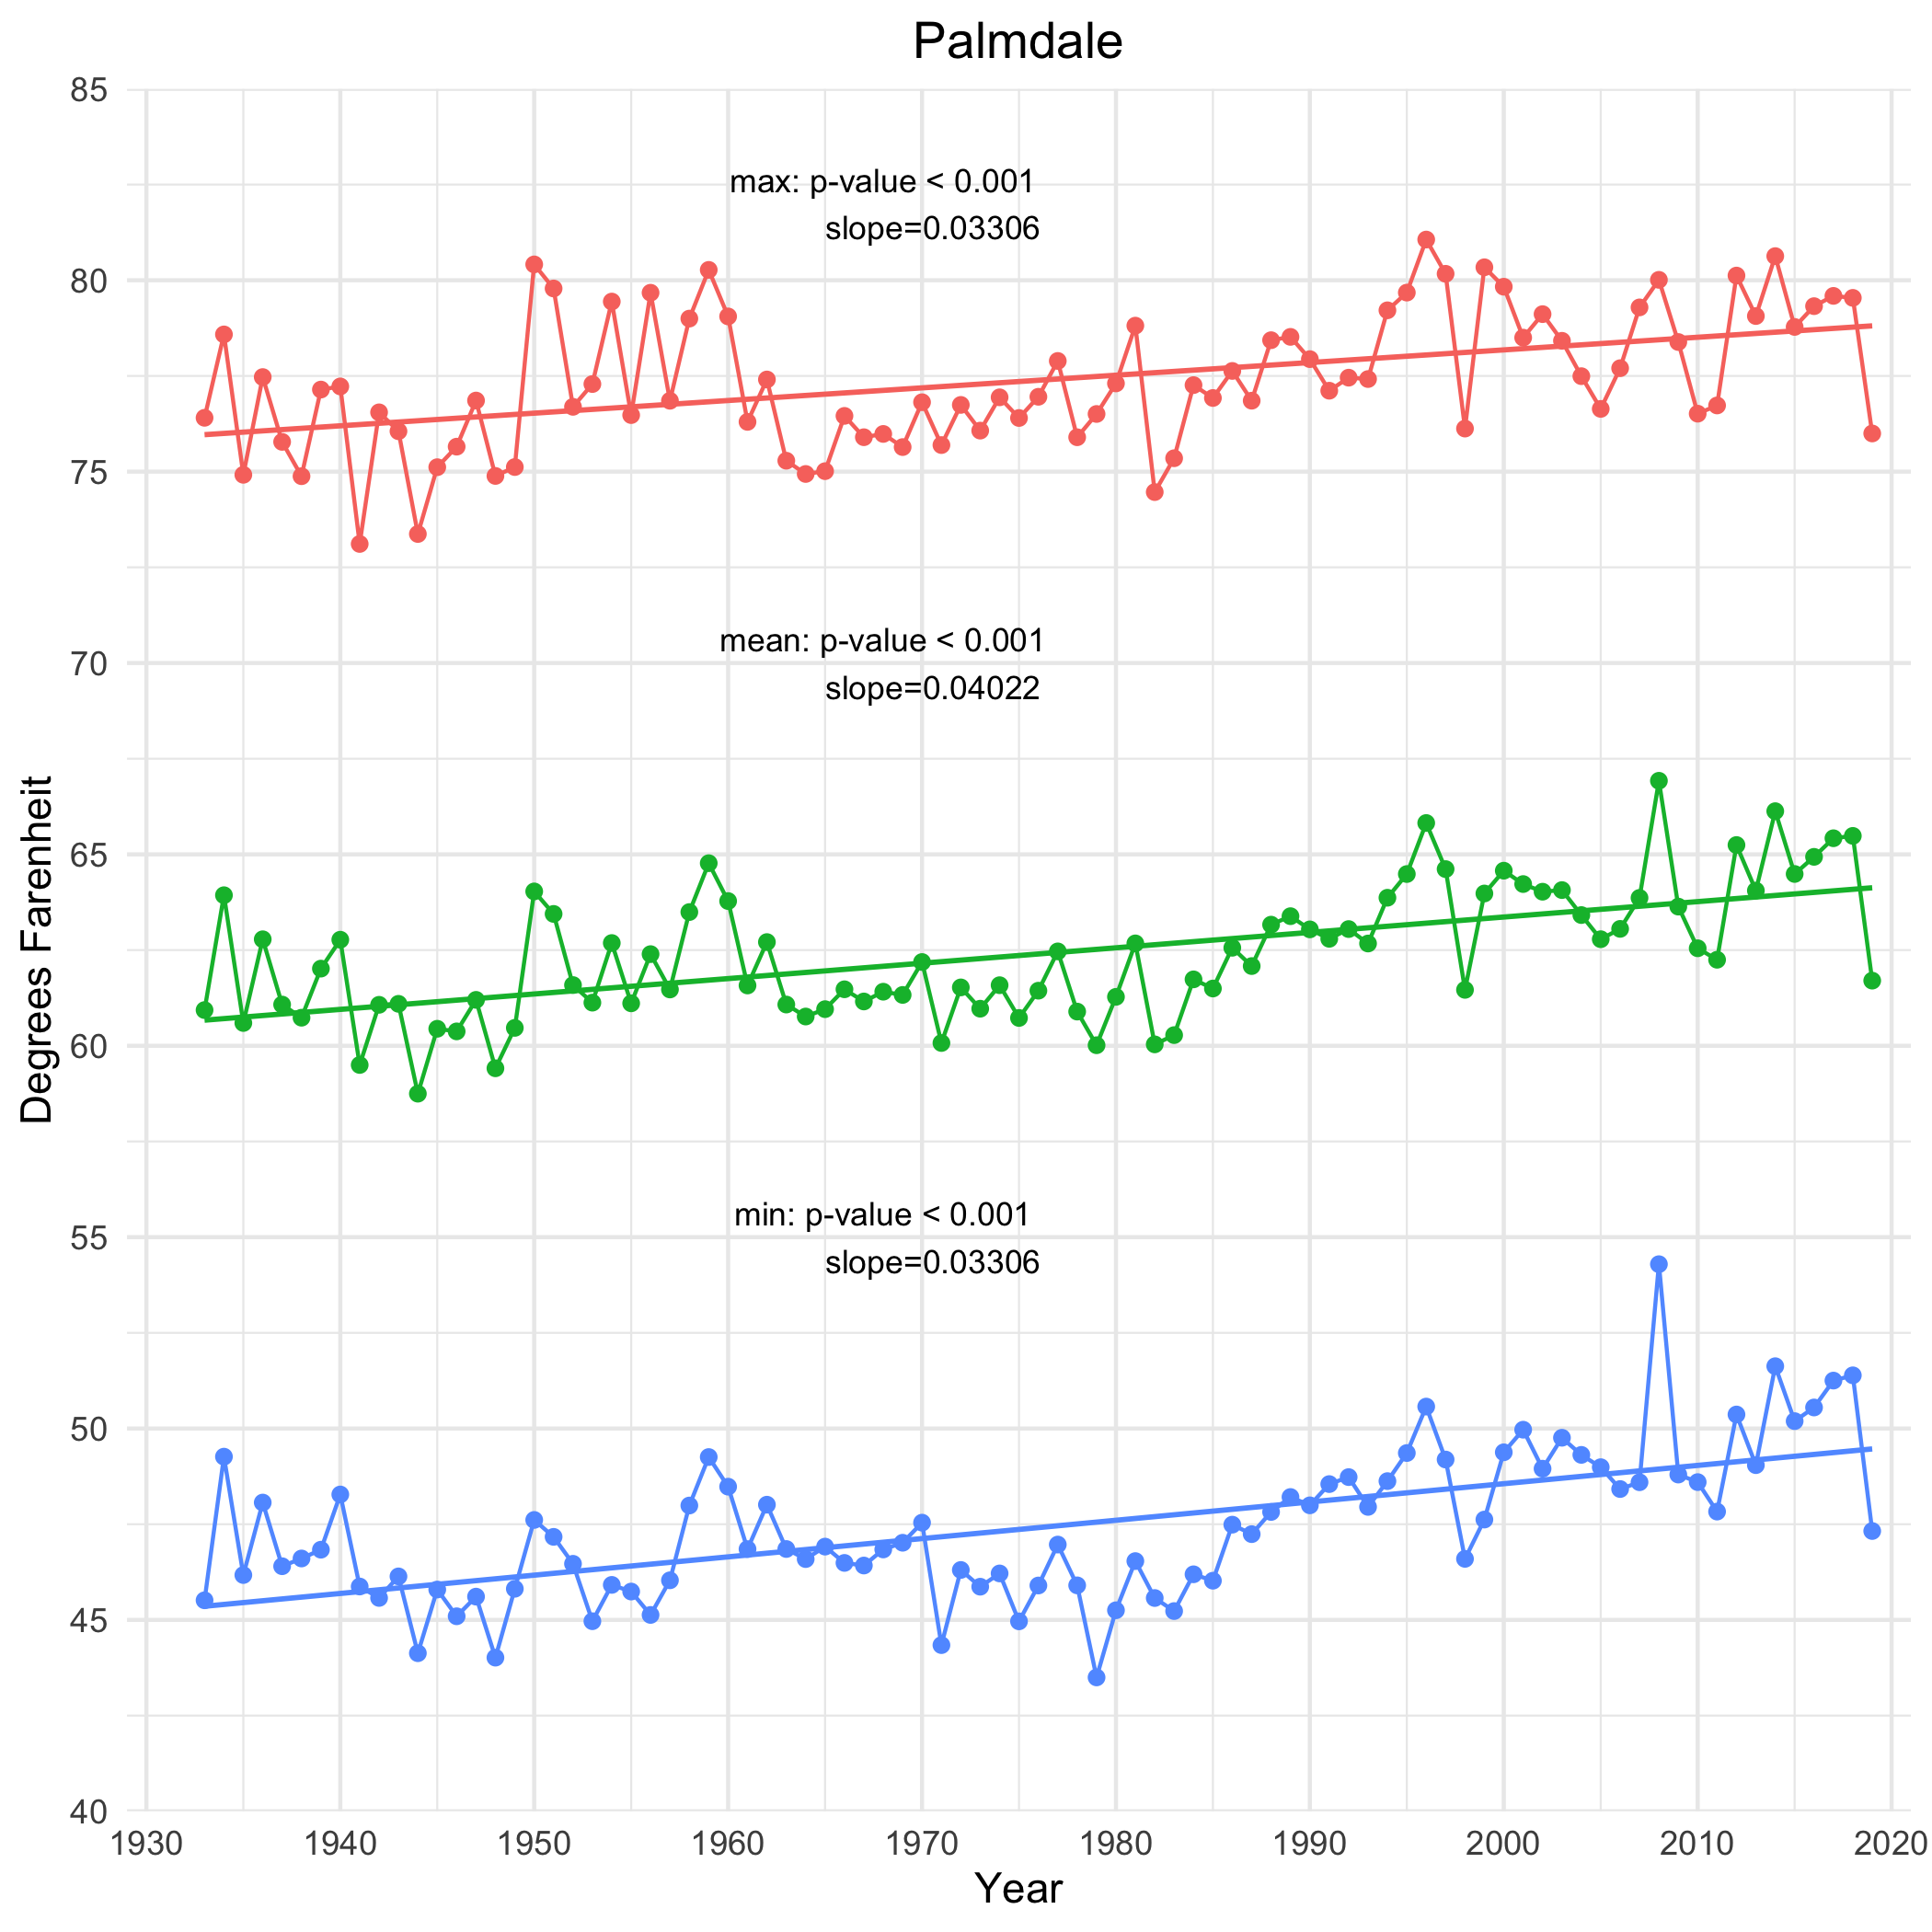 Palmdale
85
max: p-value < 0.001
slope=0.03306
80
75
mean: p-value < 0.001
70
slope=0.04022
Degrees Farenheit
65
60
min: p-value < 0.001
55
slope=0.03306
50
45
40
1930 1940 1950 1960 1970 1980 1990 2000 2010 2020
Year